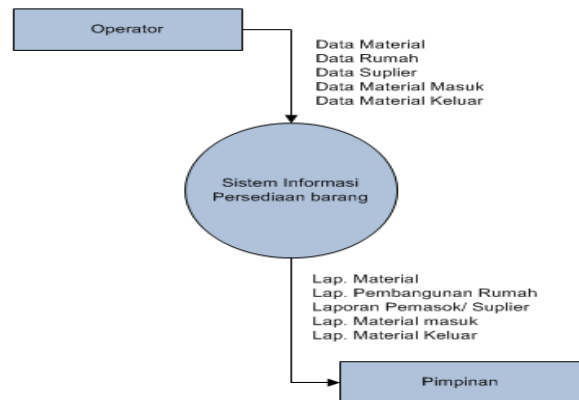 Operator
Data Material
Data Rumah
Data Suplier
Data Material Masuk
Data Material Keluar
Sistem Informasi
Persediaan barang
Lap. Material
Lap. Pembangunan Rumah
Laporan Pemasok/ Suplier
Lap. Material masuk
Lap. Material Keluar
Pimpinan